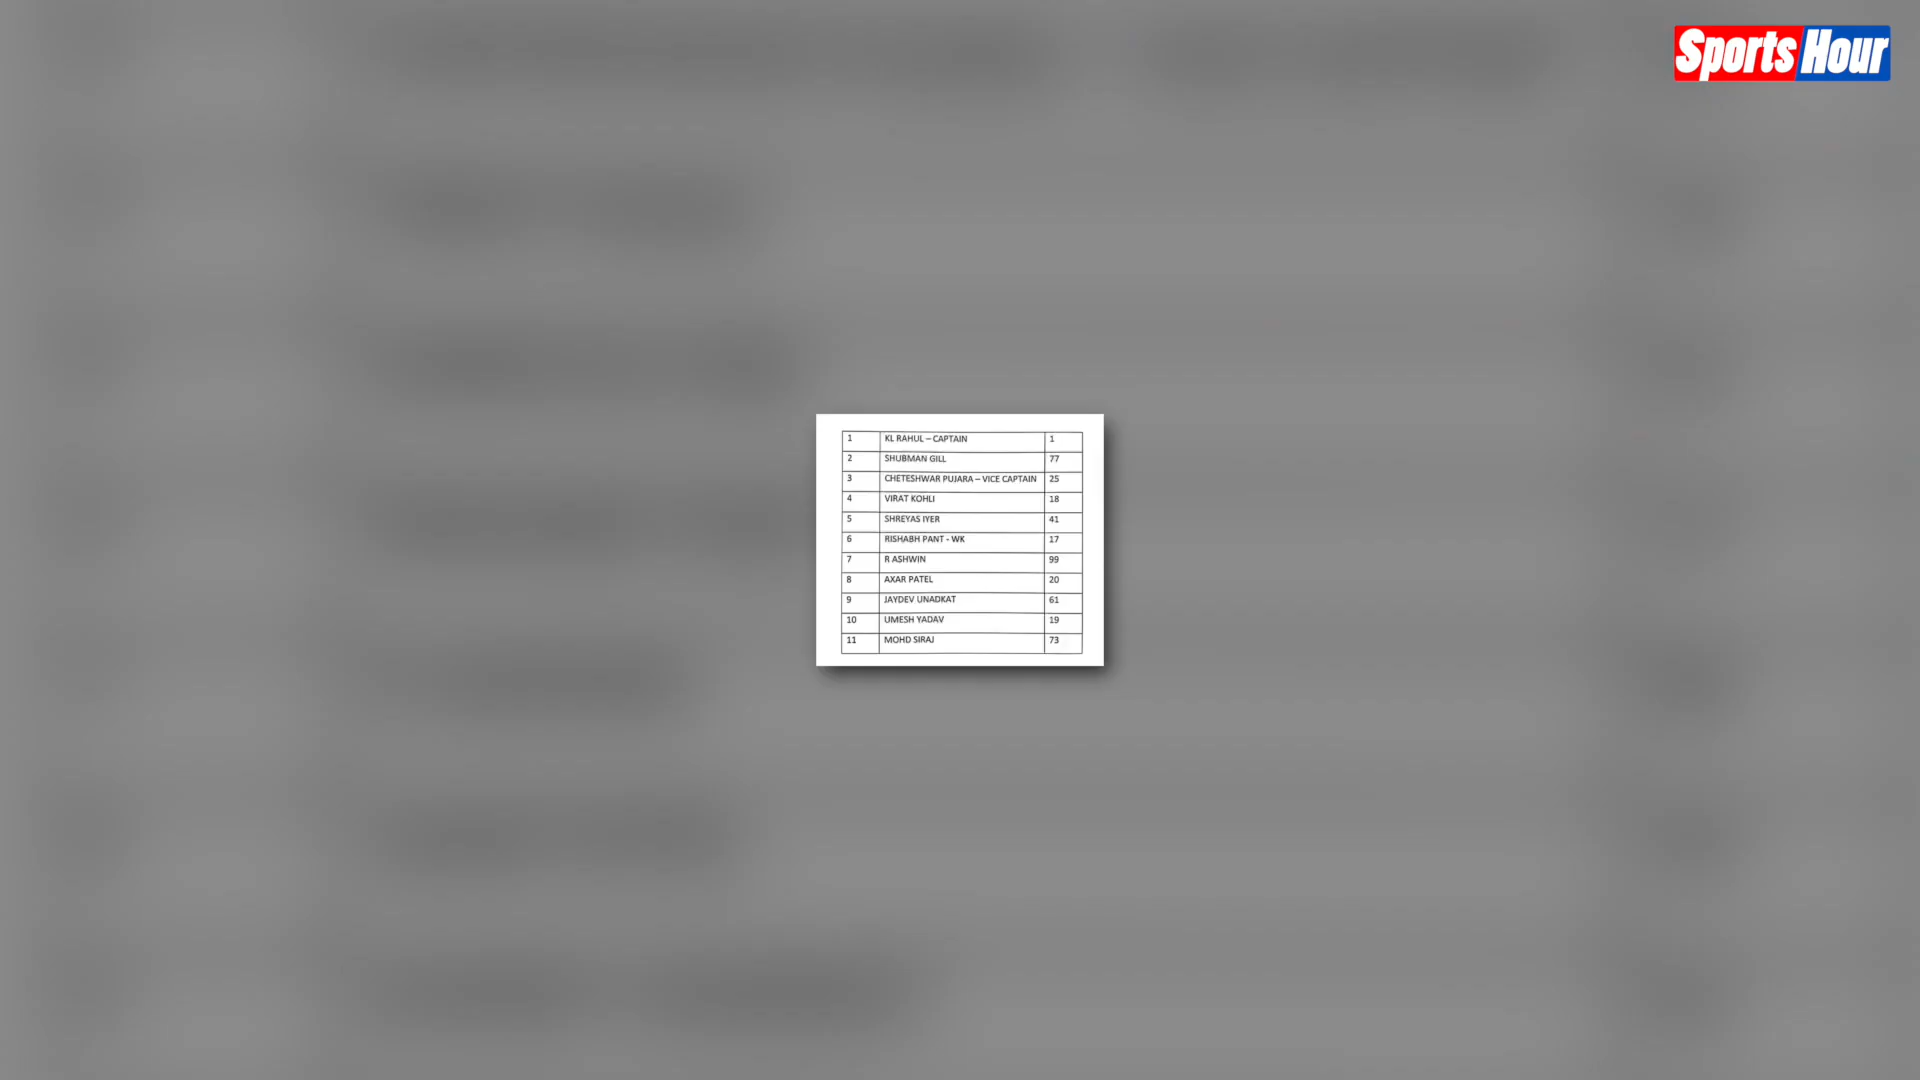 Sports Hour
1 KL RAHUL – CAPTAIN 1
2 SHUBMAN GILL 77
3 CHETESHWAR PUJARA – VICE CAPTAIN 25
4 VIRAT KOHLI 18
5 SHREYAS IYER 41
6 RISHABH PANT - WK 17
7 R ASHWIN 99
8 AXAR PATEL 20
9 JAYDEV UNADKAT 61
10 UMESH YADAV 19
11 MOHD SIRAJ 73